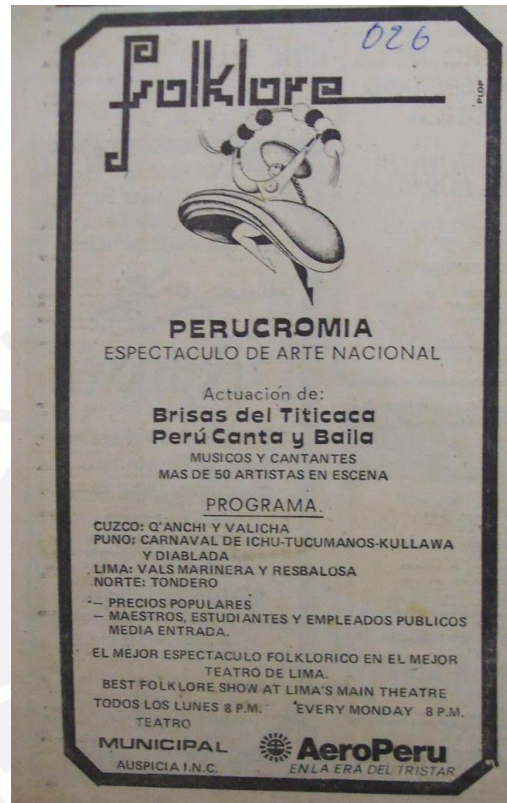 026
folklore
PLOP
PERUCROMIA
ESPECTACULO DE ARTE NACIONAL
Actuación de:
Brisas del Titicaca
Perú Canta y Baila
MUSICOS Y CANTANTES
MAS DE 50 ARTISTAS EN ESCENA
PROGRAMA.
CUZCO: Q'ANCHI Y VALICHA
PUNO: CARNAVAL DE ICHU-TUCUMANOS-KULLAWA
Y DIABLADA
LIMA: VALS MARINERA Y RESBALOSA
NORTE: TONDERO
-- PRECIOS POPULARES
— MAESTROS, ESTUDIANTES Y EMPLEADOS PUBLICOS
MEDIA ENTRADA.
EL MEJOR ESPECTACULO FOLKLORICO EN EL MEJOR
TEATRO DE LIMA.
BEST FOLKLORE SHOW AT LIMA'S MAIN THEATRE
TODOS LOS LUNES 8 P.M. EVERY MONDAY 8 P.M.
TEATRO
MUNICIPAL
AUSPICIA I.N.C.
AeroPeru
EN LA ERA DEL TRISTAR